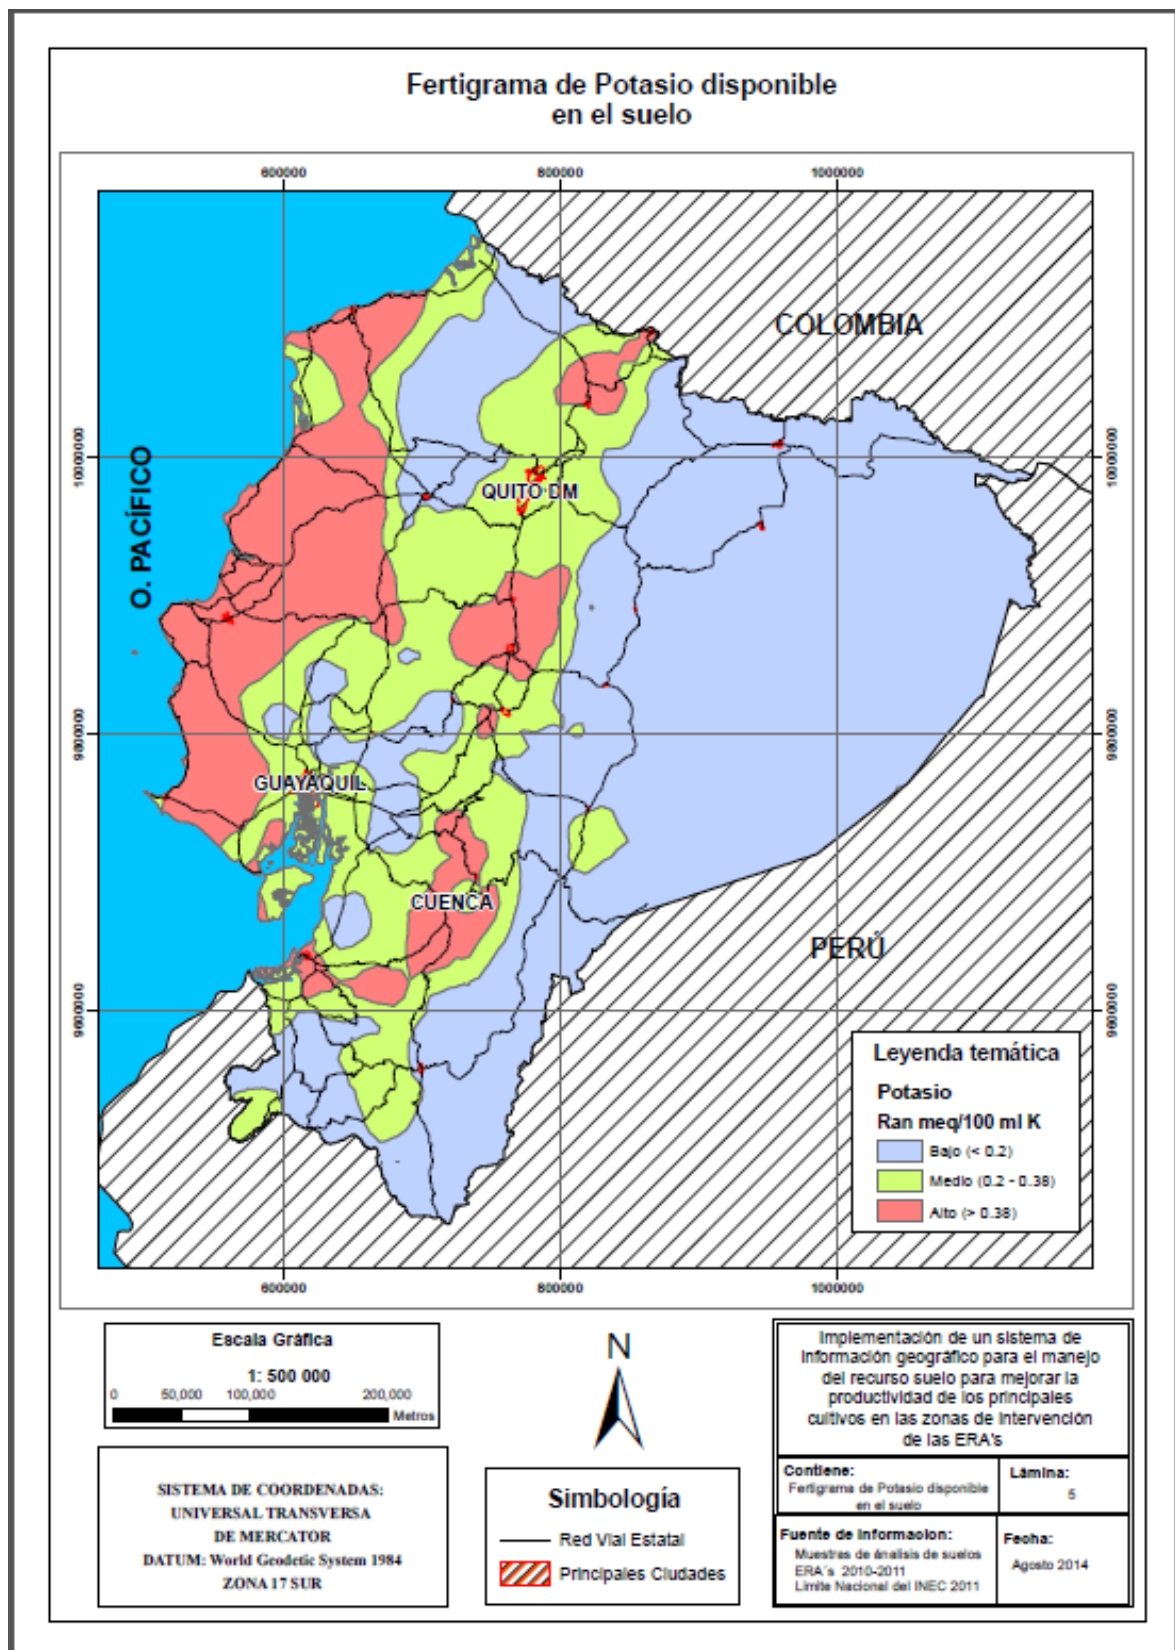 Fertigrama de Potasio disponible
en el suelo
600000
800000
1000000
COLOMBIA
1000000
1000000
O. PACÍFICO
QUITO DM
9800000
9800000
GUAYAQUIL
CUENCA
PERÚ
9600000
9600000
Leyenda temática
Potasio
Ran meq/100 ml K
Bajo (< 0.2)
Medio (0.2 - 0.38)
Alto (> 0.38)
600000
800000
1000000
Escala Gráfica
1: 500 000
0 50,000 100,000 200,000
Metros
N
SISTEMA DE COORDENADAS:
UNIVERSAL TRANSVERSA
DE MERCATOR
DATUM: World Geodetic System 1984
ZONA 17 SUR
Simbología
Red Vial Estatal
Principales Ciudades
Implementación de un sistema de
información geográfico para el manejo
del recurso suelo para mejorar la
productividad de los principales
cultivos en las zonas de intervención
de las ERA's
Contiene:
Fertigrama de Potasio disponible
en el suelo
Lámina:
5
Fuente de Informacion:
Muestras de ánalisis de suelos
ERA´s 2010-2011
Limite Nacional del INEC 2011
Fecha:
Agosto 2014